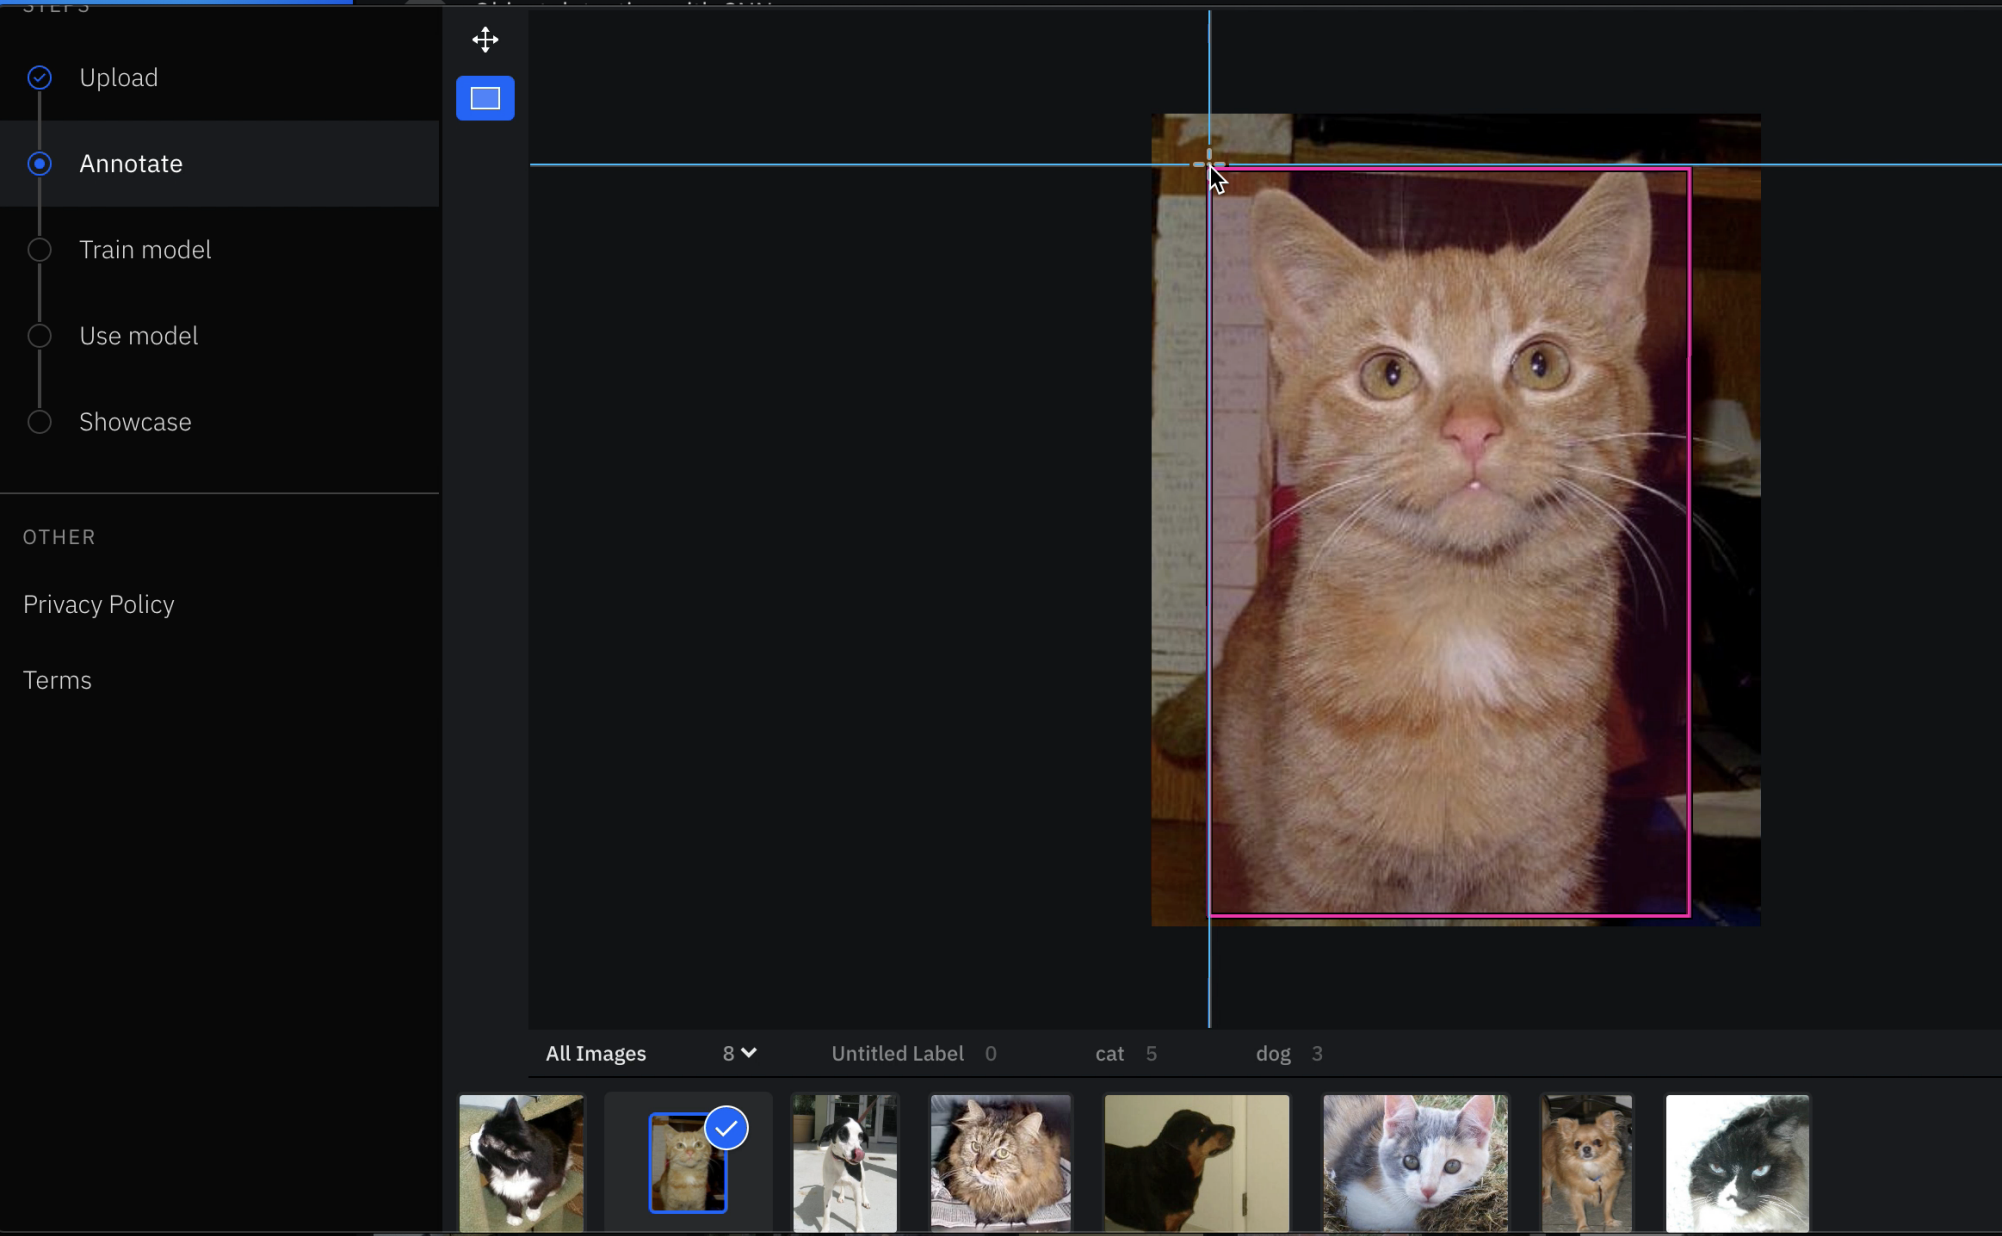 STEPS
Upload
Annotate
Train model
Use model
Showcase
OTHER
Privacy Policy
Terms
All Images 8 Untitled Label 0 cat 5 dog 3